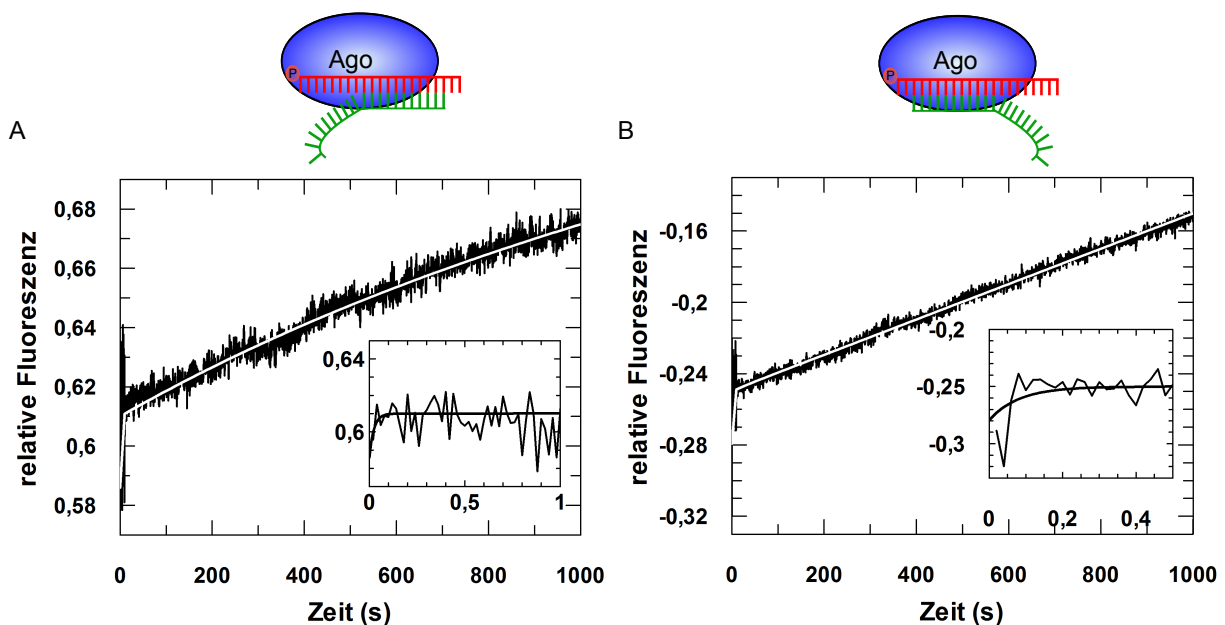 P
Ago
P
Ago
A
B
relative Fluoreszenz
0,68
0,66
0,64
0,62
0,6
0,58
0,64
0,6
0
0,5
1
0 200 400 600 800 1000
Zeit (s)
relative Fluoreszenz
-0,16
-0,2
-0,24
-0,28
-0,32
-0,2
-0,25
-0,3
0 0,2 0,4
0 200 400 600 800 1000
Zeit (s)